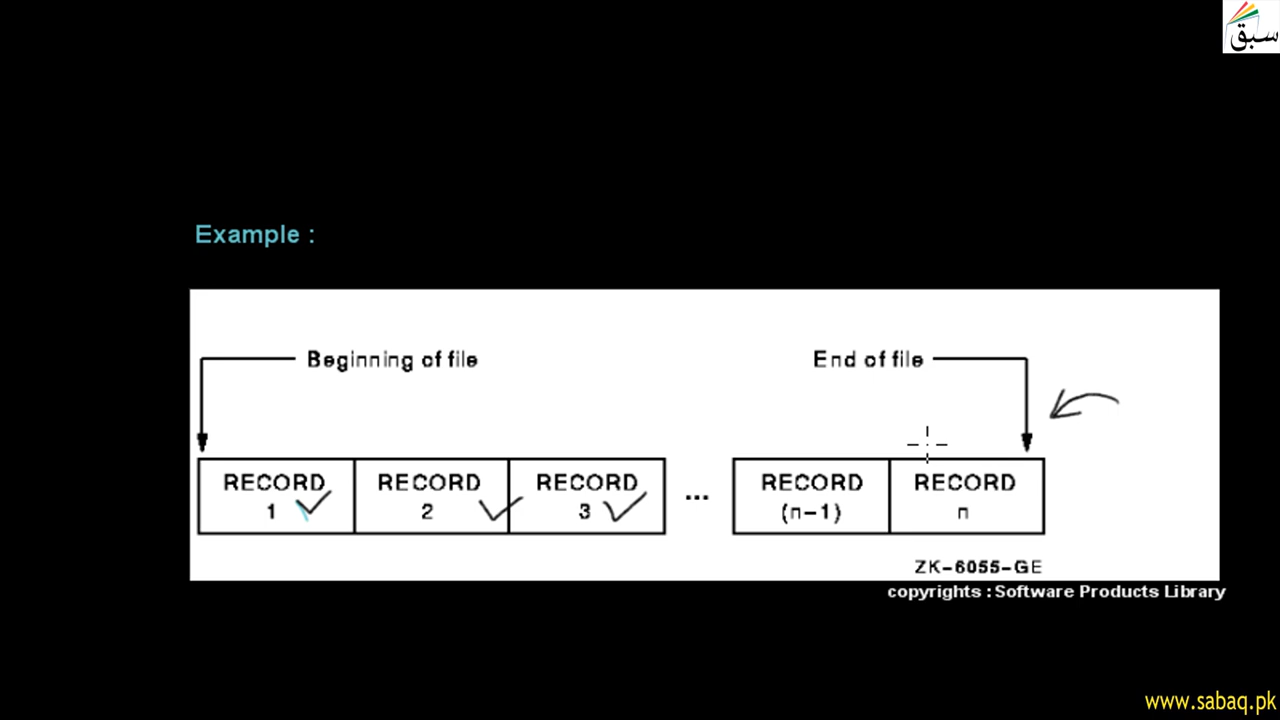 سبق
Example :
Beginning of file
End of file
RECORD 1
RECORD 2
RECORD 3
...
RECORD (n-1)
RECORD n
ZK-6055-GE
copyrights : Software Products Library
www.sabaq.pk